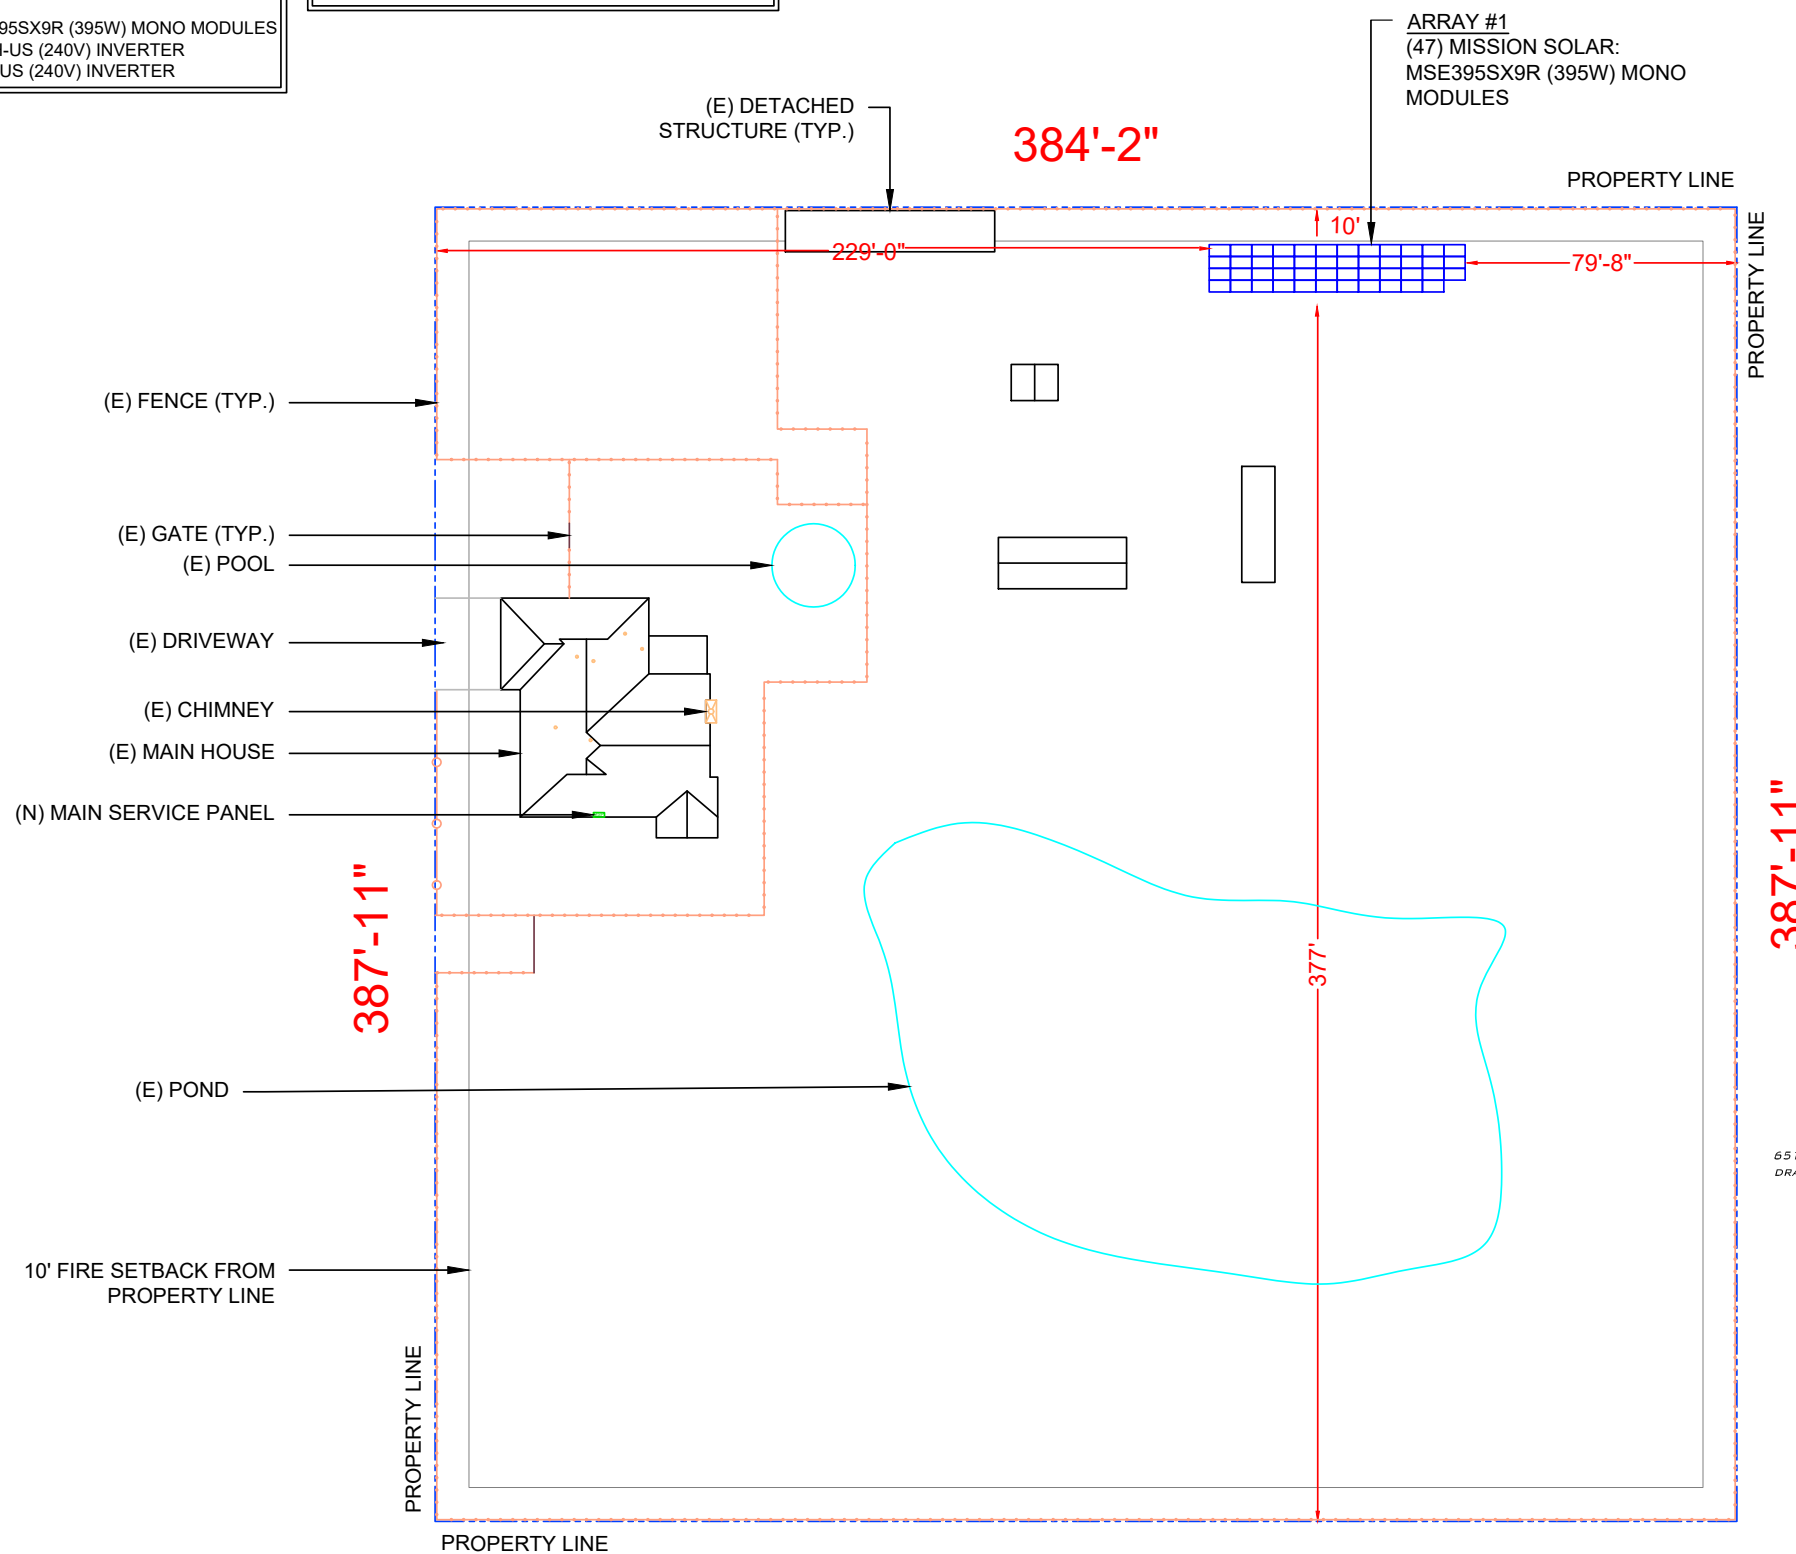 95SX9R (395W) MONO MODULES
-US (240V) INVERTER
US (240V) INVERTER
ARRAY #1
(47) MISSION SOLAR:
MSE395SX9R (395W) MONO
MODULES
(E) DETACHED
STRUCTURE (TYP.)
384'-2"
PROPERTY LINE
PROPERTY LINE
10'
229'-0"
79'-8"
(E) FENCE (TYP.)
(E) GATE (TYP.)
(E) POOL
(E) DRIVEWAY
(E) CHIMNEY
(E) MAIN HOUSE
(N) MAIN SERVICE PANEL
387'-11"
387'-11"
377'
(E) POND
651
DRA
10' FIRE SETBACK FROM
PROPERTY LINE
PROPERTY LINE
PROPERTY LINE